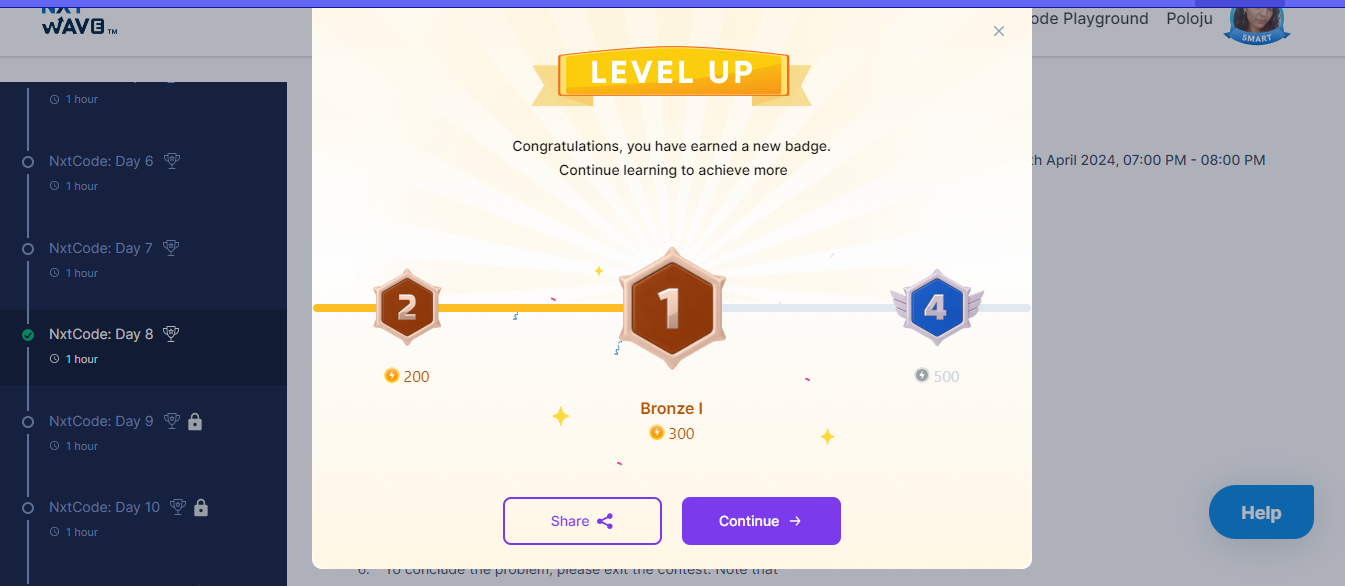 NXT
WAVE TM
ode Playground
Poloju
SMART
1 hour
NxtCode: Day 6
1 hour
NxtCode: Day 7
1 hour
NxtCode: Day 8
1 hour
NxtCode: Day 9
1 hour
NxtCode: Day 10
1 hour
LEVEL UP
Congratulations, you have earned a new badge.
Continue learning to achieve more
2
1
4
200
500
Bronze I
300
Share
Continue →
th April 2024, 07:00 PM - 08:00 PM
Help
6. To conclude the problem, please exit the contest. Note that